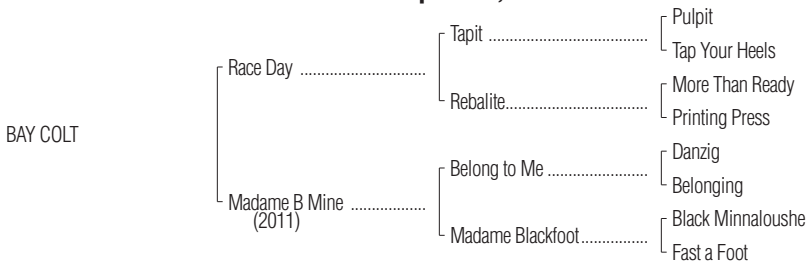 Pulpit
Tapit ........................................
Tap Your Heels
Race Day ...............................
More Than Ready
Rebalite....................................
Printing Press
BAY COLT
Danzig
Belong to Me .........................
Belonging
Madame B Mine ...................
(2011)
Black Minnaloushe
Madame Blackfoot.................
Fast a Foot